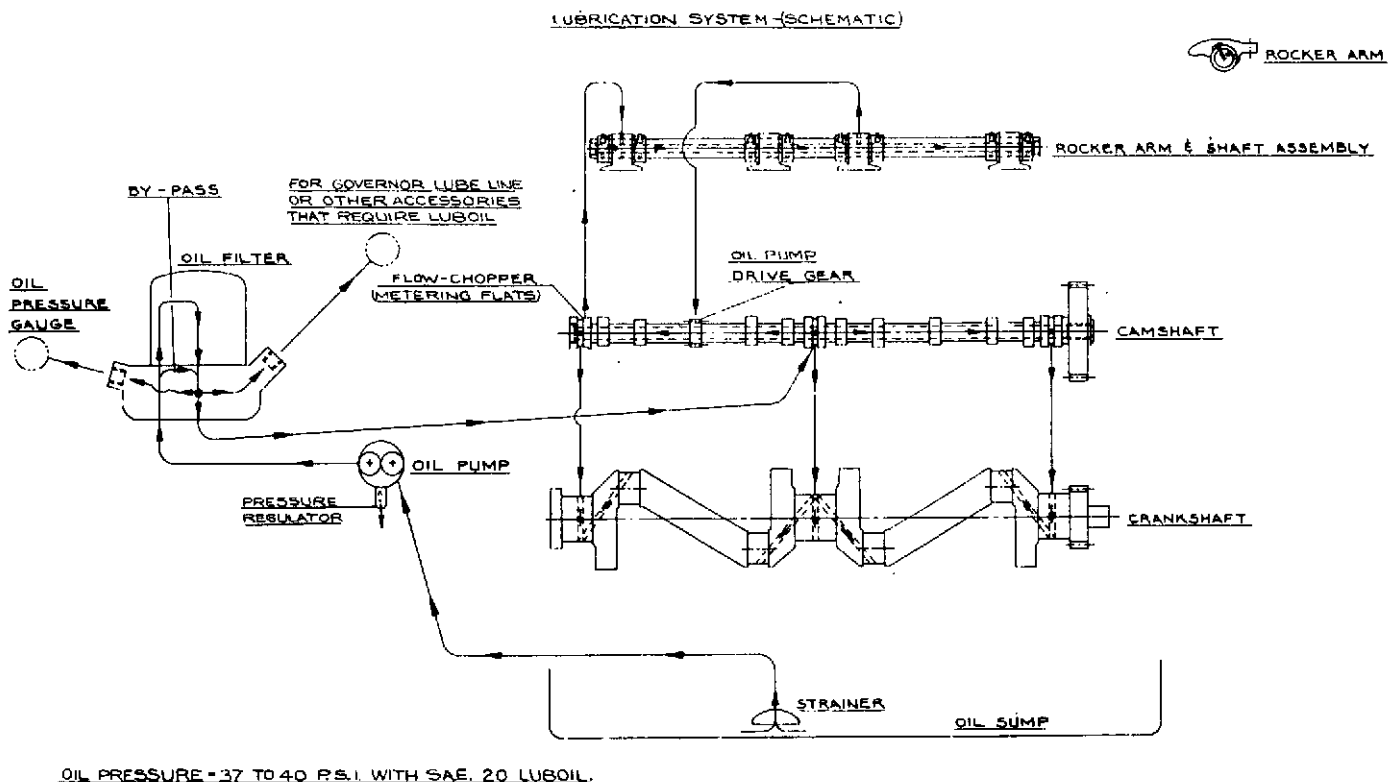 LUBRICATION SYSTEM-(SCHEMATIC)
ROCKER ARM
ROCKER ARM & SHAFT ASSEMBLY
BY-PASS
FOR GOVERNOR LUBE LINE
OR OTHER ACCESSORIES
THAT REQUIRE LUBOIL
OIL FILTER
OIL
PRESSURE
GAUGE
FLOW-CHOPPER
(METERING FLATS)
OIL PUMP
DRIVE GEAR
CAMSHAFT
OIL PUMP
PRESSURE
REGULATOR
CRANKSHAFT
STRAINER
OIL SUMP
OIL PRESSURE = 37 TO 40 P.S.I. WITH SAE. 20 LUBOIL.